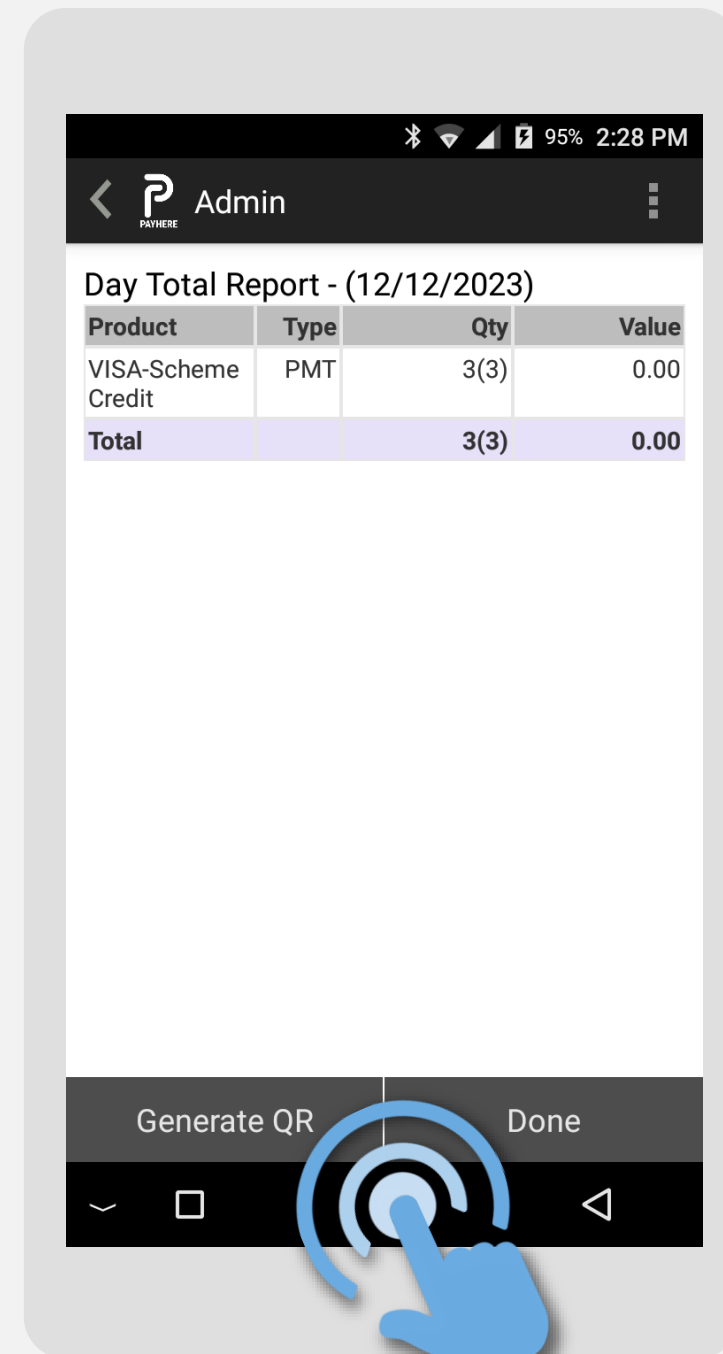 95% 2:28 PM
PAYHERE
Admin
Day Total Report - (12/12/2023)
Product Type Qty Value
VISA-Scheme PMT 3(3) 0.00
Credit
Total 3(3) 0.00
Generate QR Done